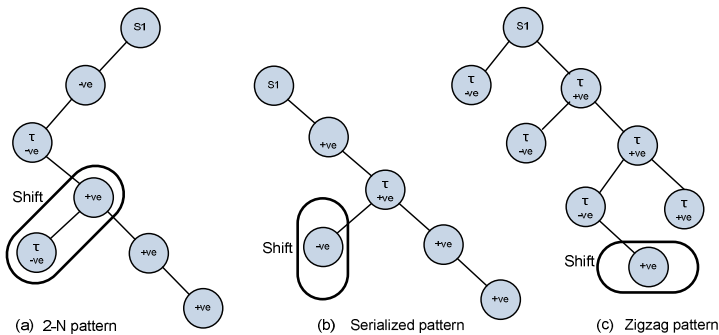 S1
-ve
τ
-ve
+ve
Shift
τ
-ve
+ve
+ve
(a) 2-N pattern
S1
+ve
τ
+ve
Shift
-ve
+ve
+ve
(b) Serialized pattern
S1
τ
-ve
τ
+ve
τ
-ve
τ
+ve
τ
-ve
τ
+ve
Shift
+ve
(c) Zigzag pattern